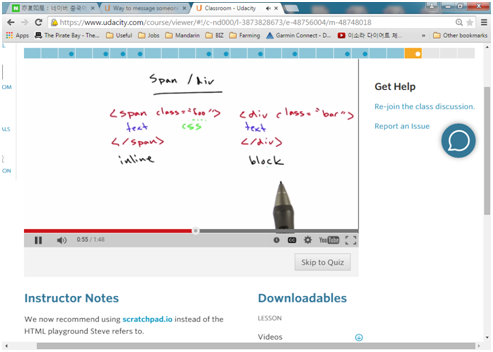 Way to message someone
Classroom - Udacity
https://www.udacity.com/course/viewer#!/c-nd000/l-3873828673/e-48756004/m-48748018
Apps
The Pirate Bay - The
Useful
Jobs
Mandarin
BIZ
Farming
Garmin Connect - D
Other bookmarks
Span / div
<span class="foo"> <div class="bar">
text css text
</span> </div>
inline block
0:55 / 1:48
CC
YouTube
Skip to Quiz
Get Help
Re-join the class discussion.
Report an Issue
Instructor Notes
We now recommend using scratchpad.io instead of the
HTML playground Steve refers to.
Downloadables
LESSON
Videos